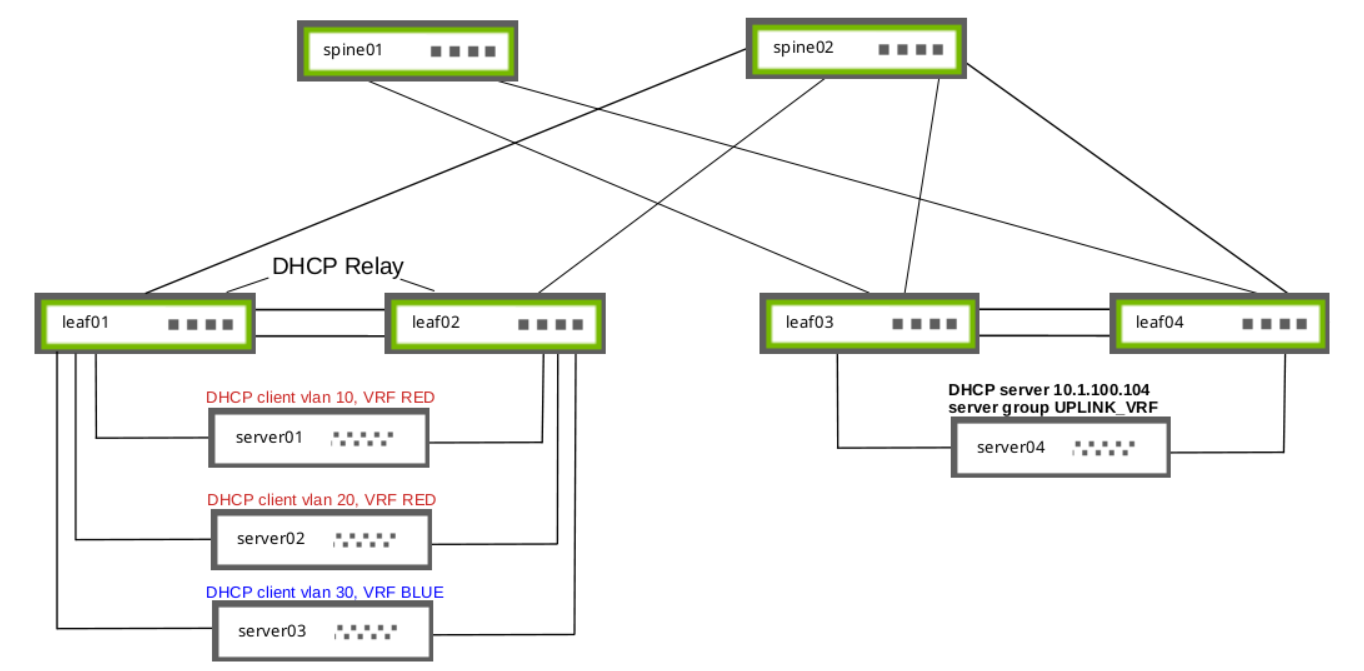 spine01
spine02
DHCP Relay
leaf01
leaf02
leaf03
leaf04
DHCP client vlan 10, VRF RED
server01
DHCP server 10.1.100.104
server group UPLINK_VRF
server04
DHCP client vlan 20, VRF RED
server02
DHCP client vlan 30, VRF BLUE
server03